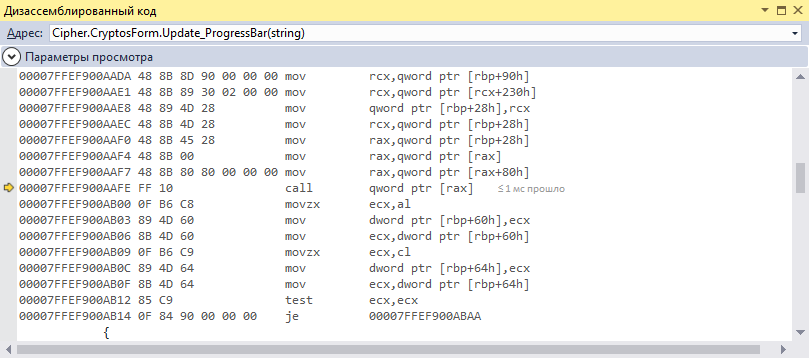 Дизассемблированный код
Адрес: Cipher.CryptosForm.Update_ProgressBar(string)
Параметры просмотра
00007FFEF900AADA 48 8B 8D 90 00 00 00 mov rcx,qword ptr [rbp+90h]
00007FFEF900AAE1 48 8B 89 30 02 00 00 mov rcx,qword ptr [rcx+230h]
00007FFEF900AAE8 48 89 4D 28 mov qword ptr [rbp+28h],rcx
00007FFEF900AAEC 48 8B 4D 28 mov rcx,qword ptr [rbp+28h]
00007FFEF900AAF0 48 8B 45 28 mov rax,qword ptr [rbp+28h]
00007FFEF900AAF4 48 8B 00 mov rax,qword ptr [rax]
00007FFEF900AAF7 48 8B 80 80 00 00 00 mov rax,qword ptr [rax+80h]
00007FFEF900AAFE FF 10 call qword ptr [rax] ≤1 мс прошло
00007FFEF900AB00 0F B6 C8 movzx ecx,al
00007FFEF900AB03 89 4D 60 mov dword ptr [rbp+60h],ecx
00007FFEF900AB06 8B 4D 60 mov ecx,dword ptr [rbp+60h]
00007FFEF900AB09 0F B6 C9 movzx ecx,cl
00007FFEF900AB0C 89 4D 64 mov dword ptr [rbp+64h],ecx
00007FFEF900AB0F 8B 4D 64 mov ecx,dword ptr [rbp+64h]
00007FFEF900AB12 85 C9 test ecx,ecx
00007FFEF900AB14 0F 84 90 00 00 00 je 00007FFEF900ABAA
{